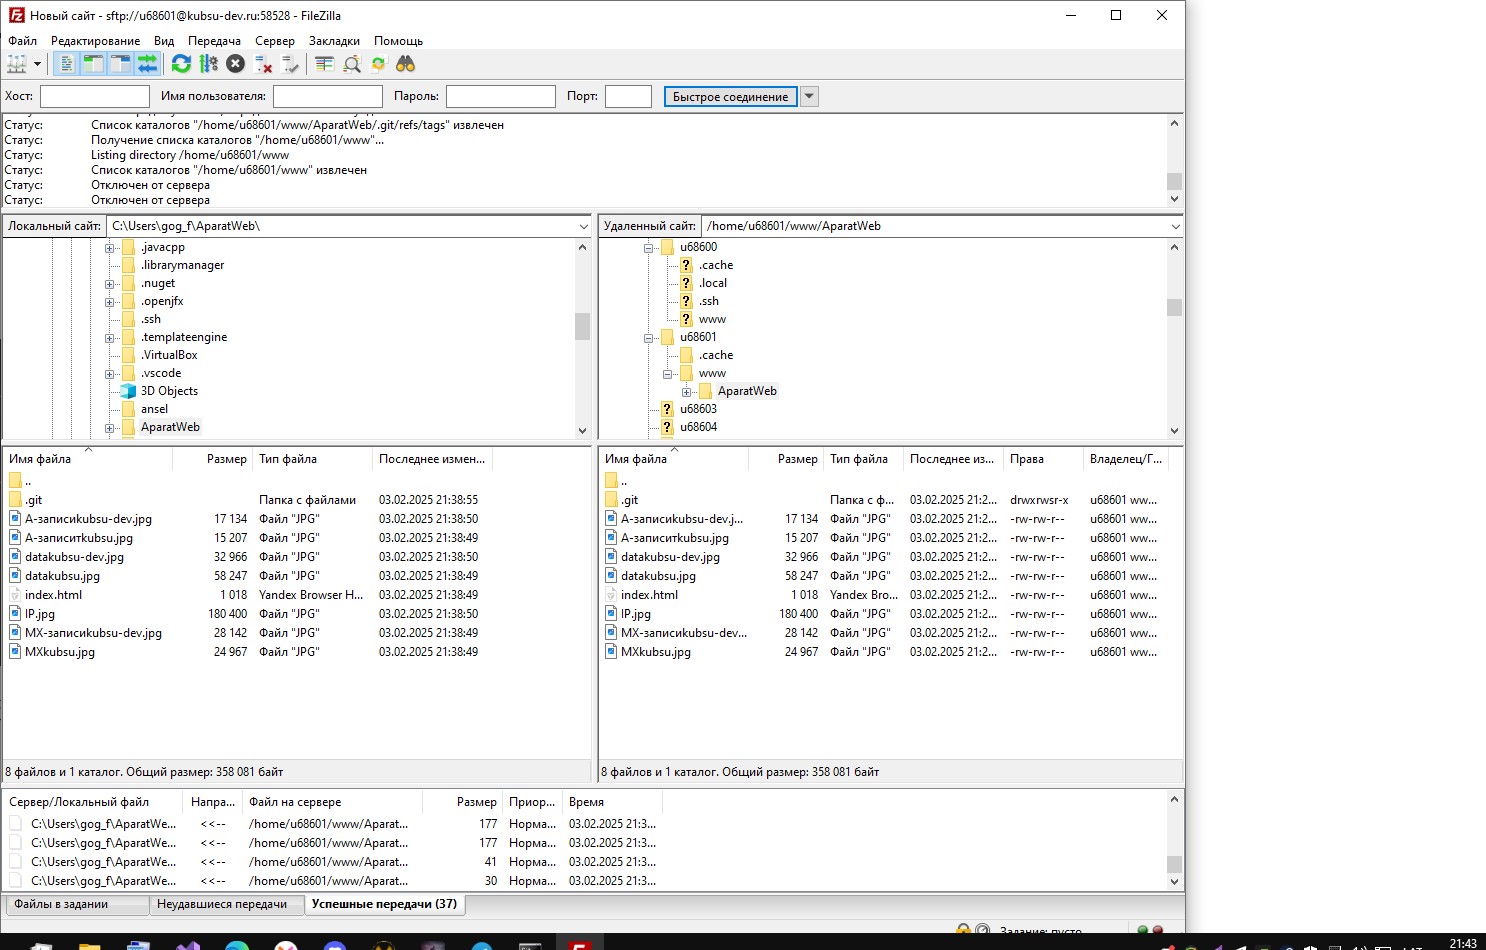 Новый сайт - sftp://u68601@kubsu-dev.ru:58528 - FileZilla
Файл Редактирование Вид Передача Сервер Закладки Помощь
Хост: Имя пользователя: Пароль: Порт: Быстрое соединение
Статус: Список каталогов "/home/u68601/www/AparatWeb/.git/refs/tags" извлечен
Статус: Получение списка каталогов "/home/u68601/www"...
Статус: Listing directory /home/u68601/www
Статус: Список каталогов "/home/u68601/www" извлечен
Статус: Отключен от сервера
Статус: Отключен от сервера
Локальный сайт: C:\Users\gog_f\AparatWeb\
.javacpp
.librarymanager
.nuget
.openjfx
.ssh
.templateengine
.VirtualBox
.vscode
3D Objects
ansel
AparatWeb
Удаленный сайт: /home/u68601/www/AparatWeb
u68600
.cache
.local
.ssh
www
u68601
.cache
www
AparatWeb
u68603
u68604
Имя файла Размер Тип файла Последнее измен...
..
.git Папка с файлами 03.02.2025 21:38:55
А-записиkubsu-dev.jpg 17 134 Файл "JPG" 03.02.2025 21:38:50
А-записитkubsu.jpg 15 207 Файл "JPG" 03.02.2025 21:38:49
datakubsu-dev.jpg 32 966 Файл "JPG" 03.02.2025 21:38:50
datakubsu.jpg 58 247 Файл "JPG" 03.02.2025 21:38:49
index.html 1 018 Yandex Browser H... 03.02.2025 21:38:49
IP.jpg 180 400 Файл "JPG" 03.02.2025 21:38:50
MX-записиkubsu-dev.jpg 28 142 Файл "JPG" 03.02.2025 21:38:49
MXkubsu.jpg 24 967 Файл "JPG" 03.02.2025 21:38:49
8 файлов и 1 каталог. Общий размер: 358 081 байт
Имя файла Размер Тип файла Последнее из... Права Владелец/Г...
..
.git Папка с ф... 03.02.2025 21:2... drwxrwsr-x u68601 ww...
А-записиkubsu-dev.j... 17 134 Файл "JPG" 03.02.2025 21:2... -rw-rw-r-- u68601 ww...
А-записитkubsu.jpg 15 207 Файл "JPG" 03.02.2025 21:2... -rw-rw-r-- u68601 ww...
datakubsu-dev.jpg 32 966 Файл "JPG" 03.02.2025 21:2... -rw-rw-r-- u68601 ww...
datakubsu.jpg 58 247 Файл "JPG" 03.02.2025 21:2... -rw-rw-r-- u68601 ww...
index.html 1 018 Yandex Bro... 03.02.2025 21:2... -rw-rw-r-- u68601 ww...
IP.jpg 180 400 Файл "JPG" 03.02.2025 21:2... -rw-rw-r-- u68601 ww...
MX-записиkubsu-dev... 28 142 Файл "JPG" 03.02.2025 21:2... -rw-rw-r-- u68601 ww...
MXkubsu.jpg 24 967 Файл "JPG" 03.02.2025 21:2... -rw-rw-r-- u68601 ww...
8 файлов и 1 каталог. Общий размер: 358 081 байт
Сервер/Локальный файл Напра... Файл на сервере Размер Приор... Время
C:\Users\gog_f\AparatWe... <<-- /home/u68601/www/Aparat... 177 Норма... 03.02.2025 21:3...
C:\Users\gog_f\AparatWe... <<-- /home/u68601/www/Aparat... 177 Норма... 03.02.2025 21:3...
C:\Users\gog_f\AparatWe... <<-- /home/u68601/www/Aparat... 41 Норма... 03.02.2025 21:3...
C:\Users\gog_f\AparatWe... <<-- /home/u68601/www/Aparat... 30 Норма... 03.02.2025 21:3...
Файлы в задании Неудавшиеся передачи Успешные передачи (37)
Задание: пусто
21:43